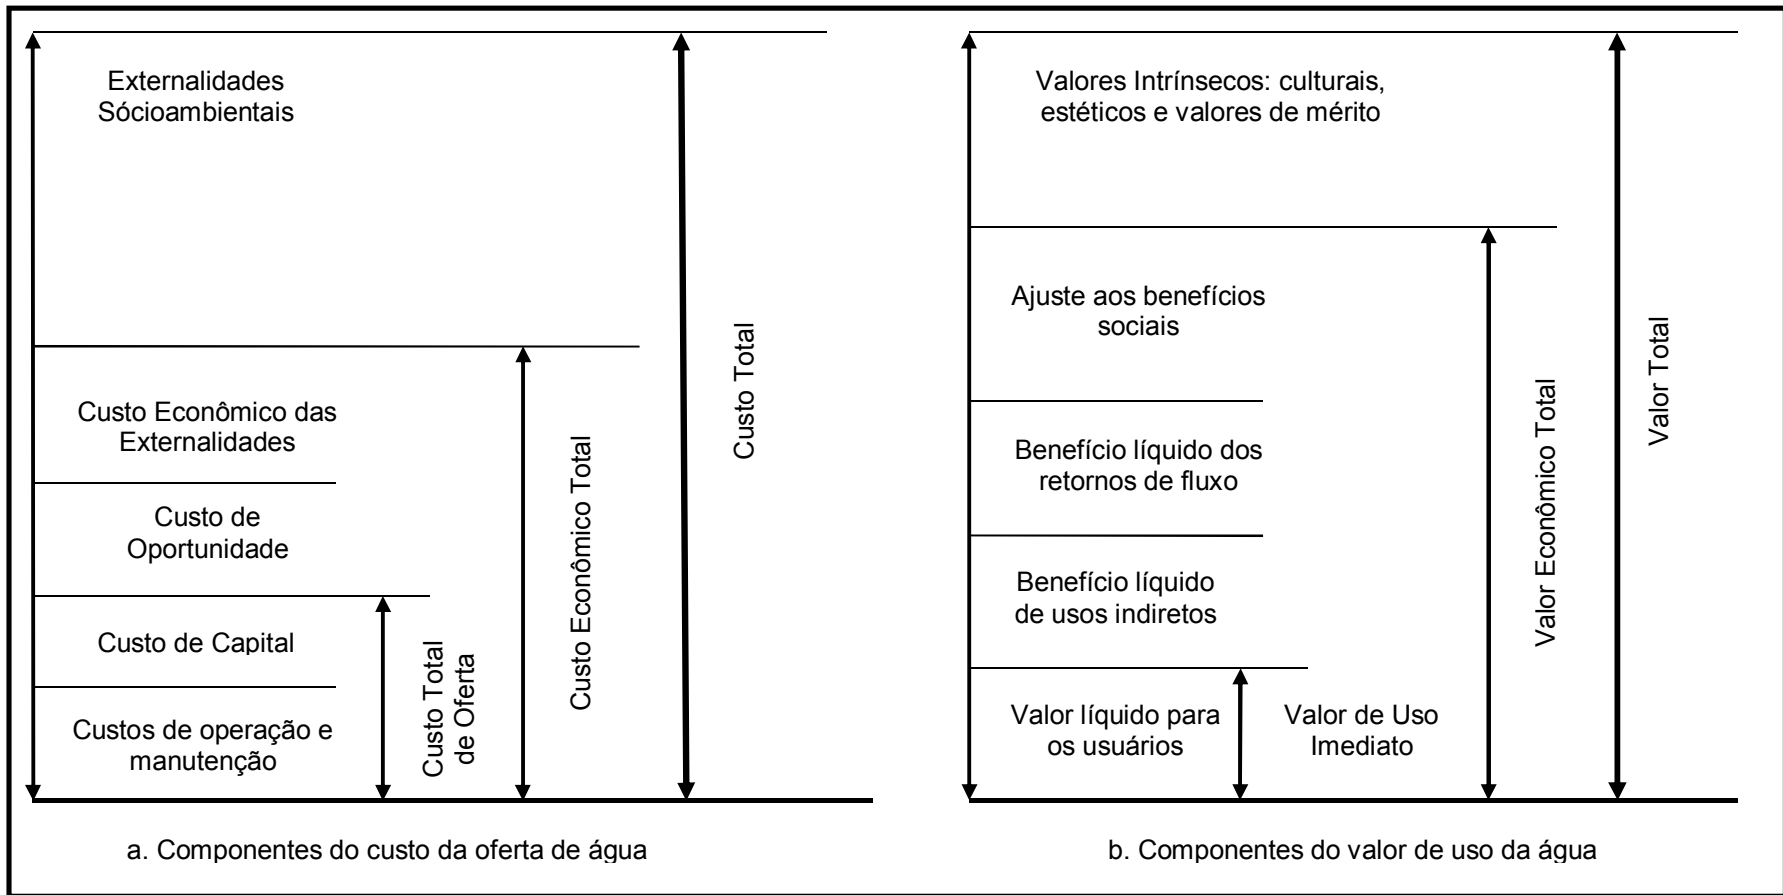 Externalidades
Sócioambientais
Custo Econômico das
Externalidades
Custo de
Oportunidade
Custo de Capital
Custos de operação e
manutenção
Custo Total
de Oferta
Custo Econômico Total
Custo Total
a. Componentes do custo da oferta de água
Valores Intrínsecos: culturais,
estéticos e valores de mérito
Ajuste aos benefícios
sociais
Benefício líquido dos
retornos de fluxo
Benefício líquido
de usos indiretos
Valor líquido para
os usuários
Valor de Uso
Imediato
Valor Econômico Total
Valor Total
b. Componentes do valor de uso da água